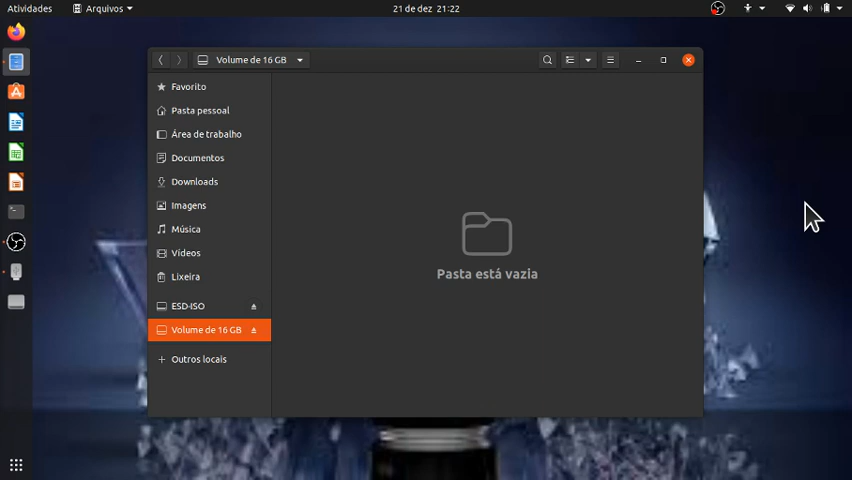 Atividades
Arquivos
21 de dez 21:22
Volume de 16 GB
Favorito
Pasta pessoal
Área de trabalho
Documentos
Downloads
Imagens
Música
Vídeos
Lixeira
ESD-ISO
Volume de 16 GB
Outros locais
Pasta está vazia